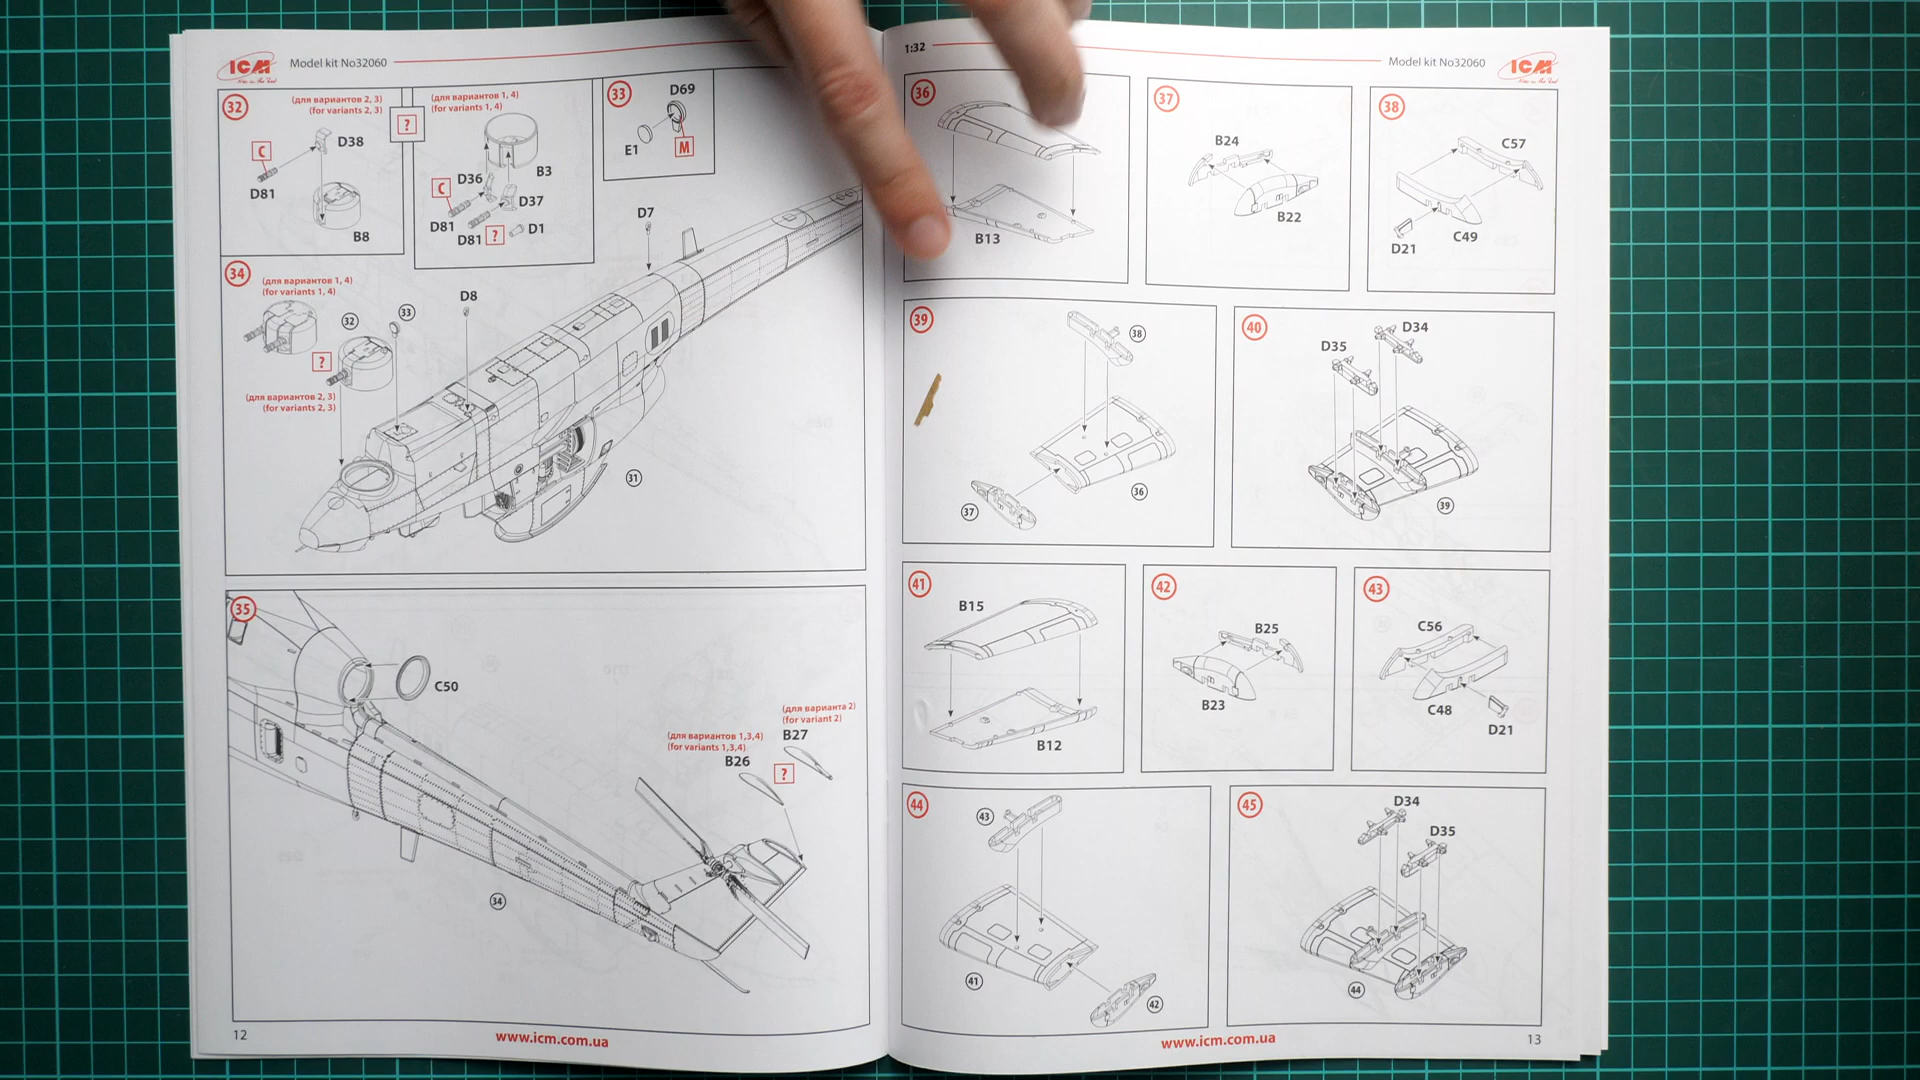 ICM
Model kit No32060
32
(для вариантов 2, 3)
(for variants 2, 3)
C
D38
D81
B8
?
(для вариантов 1, 4)
(for variants 1, 4)
B3
D36
C
D37
D81
D81
?
D1
33
D69
E1
M
34
(для вариантов 1, 4)
(for variants 1, 4)
32
33
?
(для вариантов 2, 3)
(for variants 2, 3)
D8
D7
31
35
C50
(для варианта 2)
(for variant 2)
B27
(для вариантов 1,3,4)
(for variants 1,3,4)
B26
?
34
12
www.icm.com.ua
1:32
Model kit No32060
ICM
36
B13
37
B24
B22
38
C57
C49
D21
39
38
36
37
40
D34
D35
39
41
B15
B12
42
B25
B23
43
C56
C48
D21
44
43
41
42
45
D34
D35
44
www.icm.com.ua
13